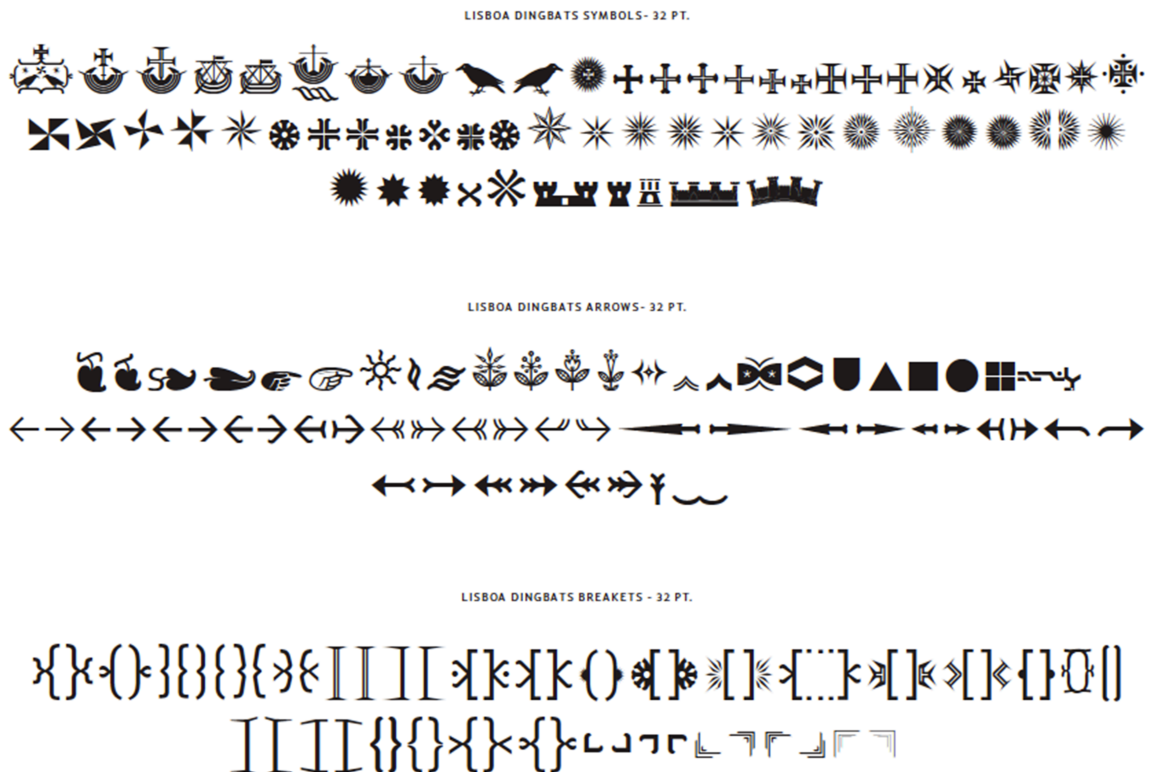 LISBOA DINGBATS SYMBOLS- 32 PT.
LISBOA DINGBATS ARROWS- 32 PT.
LISBOA DINGBATS BREAKETS - 32 PT.